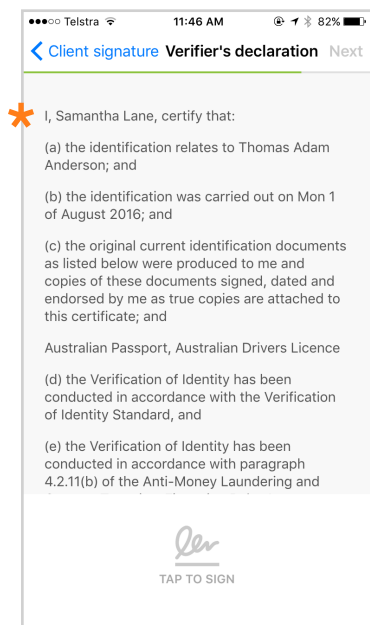 Telstra 11:46 AM 82%
Client signature Verifier's declaration Next
I, Samantha Lane, certify that:
(a) the identification relates to Thomas Adam
Anderson; and
(b) the identification was carried out on Mon 1
of August 2016; and
(c) the original current identification documents
as listed below were produced to me and
copies of these documents signed, dated and
endorsed by me as true copies are attached to
this certificate; and
Australian Passport, Australian Drivers Licence
(d) the Verification of Identity has been
conducted in accordance with the Verification
of Identity Standard, and
(e) the Verification of Identity has been
conducted in accordance with paragraph
4.2.11(b) of the Anti-Money Laundering and
TAP TO SIGN